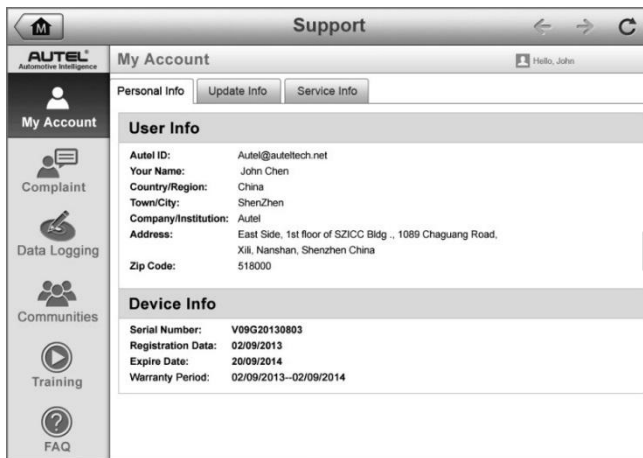 M
Support
AUTEL®
Automotive Intelligence
My Account
Hello, John
My Account
Complaint
Data Logging
Communities
Training
?
FAQ
Personal Info
Update Info
Service Info
User Info
Autel ID: Autel@auteltech.net
Your Name: John Chen
Country/Region: China
Town/City: ShenZhen
Company/Institution: Autel
Address: East Side, 1st floor of SZICC Bldg ., 1089 Chaguang Road,
Xili, Nanshan, Shenzhen China
Zip Code: 518000
Device Info
Serial Number: V09G20130803
Registration Data: 02/09/2013
Expire Date: 20/09/2014
Warranty Period: 02/09/2013--02/09/2014